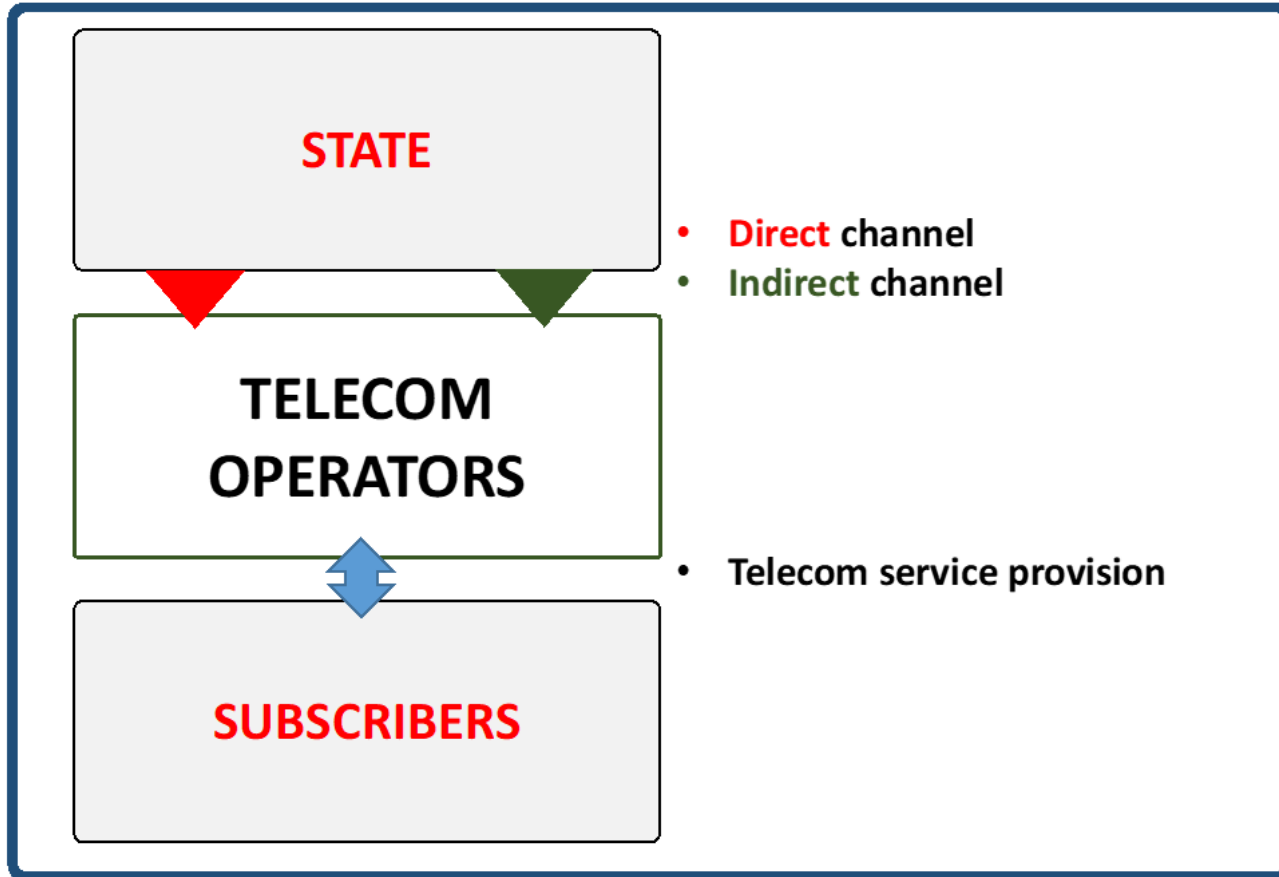 STATE
• Direct channel
• Indirect channel
TELECOM
OPERATORS
• Telecom service provision
SUBSCRIBERS